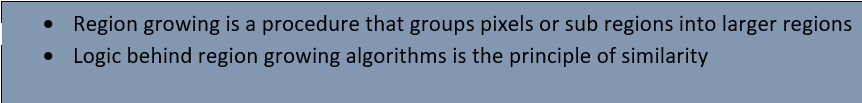 • Region growing is a procedure that groups pixels or sub regions into larger regions
• Logic behind region growing algorithms is the principle of similarity